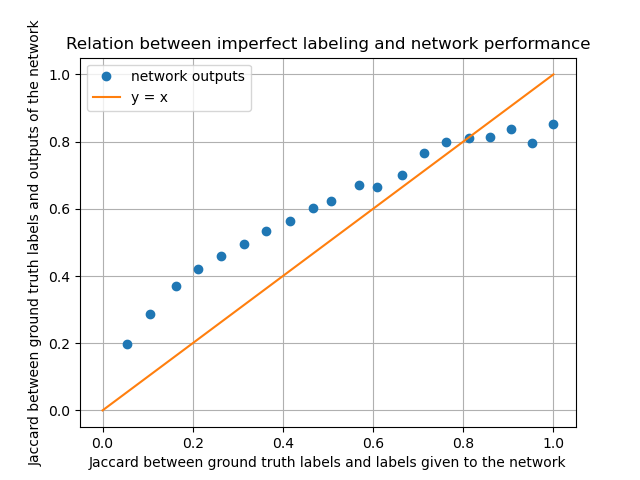 Relation between imperfect labeling and network performance
Jaccard between ground truth labels and outputs of the network
network outputs
y = x
1.0
0.8
0.6
0.4
0.2
0.0
0.0 0.2 0.4 0.6 0.8 1.0
Jaccard between ground truth labels and labels given to the network